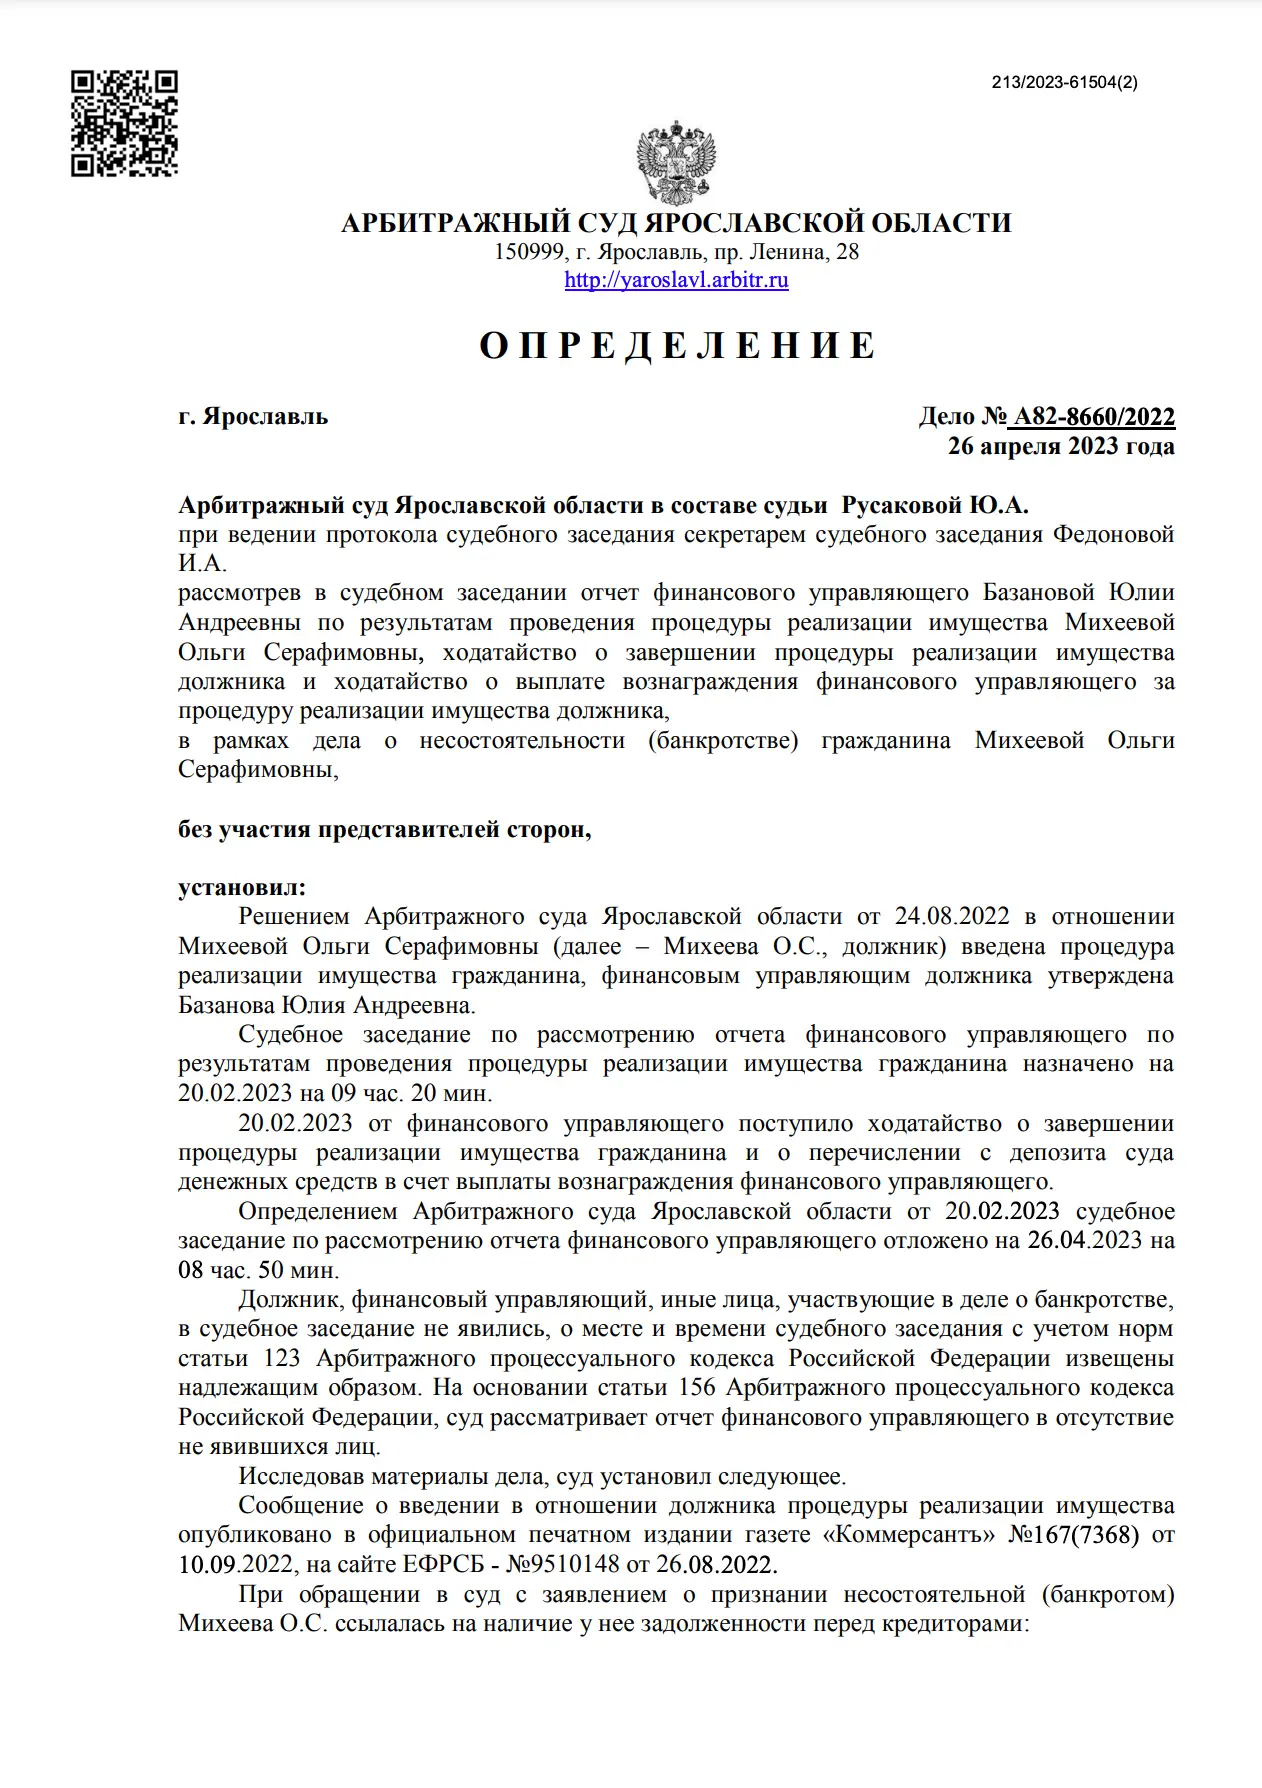 213/2023-61504(2)
АРБИТРАЖНЫЙ СУД ЯРОСЛАВСКОЙ ОБЛАСТИ
150999, г. Ярославль, пр. Ленина, 28
http://yaroslavl.arbitr.ru
О П Р Е Д Е Л Е Н И Е
г. Ярославль Дело № А82-8660/2022
26 апреля 2023 года
Арбитражный суд Ярославской области в составе судьи Русаковой Ю.А.
при ведении протокола судебного заседания секретарем судебного заседания Федоновой
И.А.
рассмотрев в судебном заседании отчет финансового управляющего Базановой Юлии
Андреевны по результатам проведения процедуры реализации имущества Михеевой
Ольги Серафимовны, ходатайство о завершении процедуры реализации имущества
должника и ходатайство о выплате вознаграждения финансового управляющего за
процедуру реализации имущества должника,
в рамках дела о несостоятельности (банкротстве) гражданина Михеевой Ольги
Серафимовны,
без участия представителей сторон,
установил:
Решением Арбитражного суда Ярославской области от 24.08.2022 в отношении
Михеевой Ольги Серафимовны (далее – Михеева О.С., должник) введена процедура
реализации имущества гражданина, финансовым управляющим должника утверждена
Базанова Юлия Андреевна.
Судебное заседание по рассмотрению отчета финансового управляющего по
результатам проведения процедуры реализации имущества гражданина назначено на
20.02.2023 на 09 час. 20 мин.
20.02.2023 от финансового управляющего поступило ходатайство о завершении
процедуры реализации имущества гражданина и о перечислении с депозита суда
денежных средств в счет выплаты вознаграждения финансового управляющего.
Определением Арбитражного суда Ярославской области от 20.02.2023 судебное
заседание по рассмотрению отчета финансового управляющего отложено на 26.04.2023 на
08 час. 50 мин.
Должник, финансовый управляющий, иные лица, участвующие в деле о банкротстве,
в судебное заседание не явились, о месте и времени судебного заседания с учетом норм
статьи 123 Арбитражного процессуального кодекса Российской Федерации извещены
надлежащим образом. На основании статьи 156 Арбитражного процессуального кодекса
Российской Федерации, суд рассматривает отчет финансового управляющего в отсутствие
не явившихся лиц.
Исследовав материалы дела, суд установил следующее.
Сообщение о введении в отношении должника процедуры реализации имущества
опубликовано в официальном печатном издании газете «Коммерсантъ» №167(7368) от
10.09.2022, на сайте ЕФРСБ - №9510148 от 26.08.2022.
При обращении в суд с заявлением о признании несостоятельной (банкротом)
Михеева О.С. ссылалась на наличие у нее задолженности перед кредиторами: